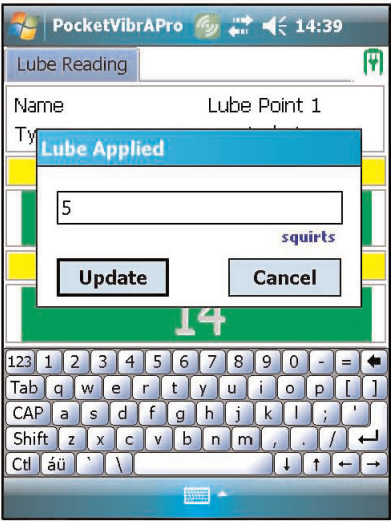 PocketVibrAPro 14:39
Lube Reading
Name Lube Point 1
Lube Applied
5
squirts
Update Cancel
14
123 1 2 3 4 5 6 7 8 9 0 - =
Tab q w e r t y u i o p [ ]
CAP a s d f g h j k l ; '
Shift z x c v b n m , . /
Ctl áü ` \